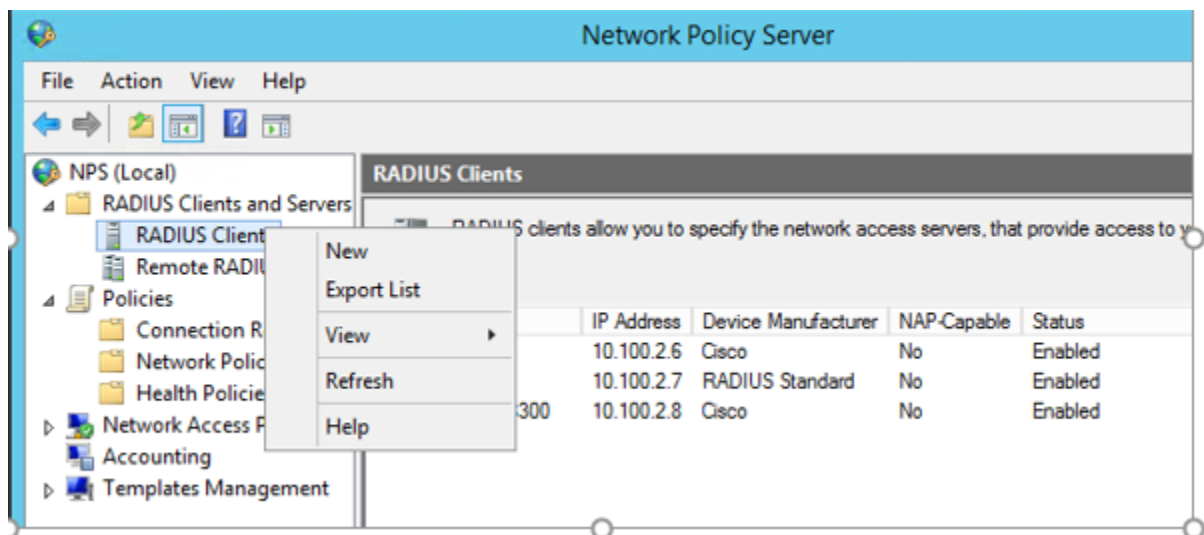 Network Policy Server
File Action View Help
NPS (Local)
RADIUS Clients and Servers
RADIUS Client
Remote RADIU
Policies
Connection R
Network Polic
Health Policie
Network Access P
Accounting
Templates Management
New
Export List
View
Refresh
Help
RADIUS Clients
RADIUS clients allow you to specify the network access servers, that provide access to
IP Address Device Manufacturer NAP-Capable Status
10.100.2.6 Cisco No Enabled
10.100.2.7 RADIUS Standard No Enabled
300 10.100.2.8 Cisco No Enabled